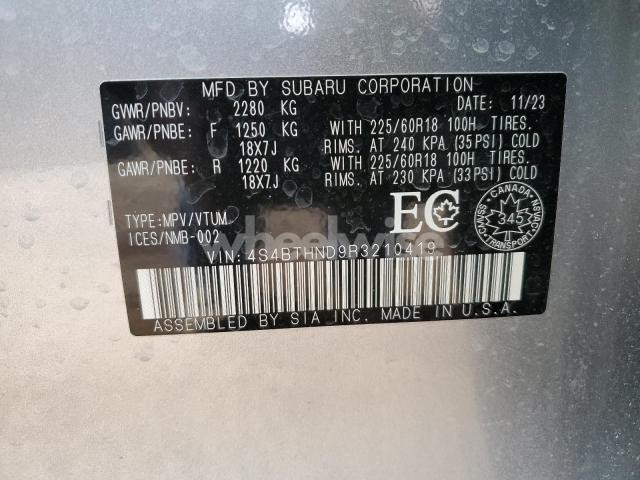 MFD BY SUBARU CORPORATION
GVWR/PNBV: 2280 KG DATE: 11/23
GAWR/PNBE: F 1250 KG WITH 225/60R18 100H TIRES.
18X7J RIMS. AT 240 KPA (35PSI) COLD
GAWR/PNBE: R 1220 KG WITH 225/60R18 100H TIRES.
18X7J RIMS. AT 230 KPA (33PSI) COLD
TYPE:MPV/VTUM
ICES/NMB-002
EC
CANADA
345
CMVSS NSVAC
wheelwise
VIN:4S4BTHND9R3210419
ASSEMBLED BY SIA INC. MADE IN U.S.A.